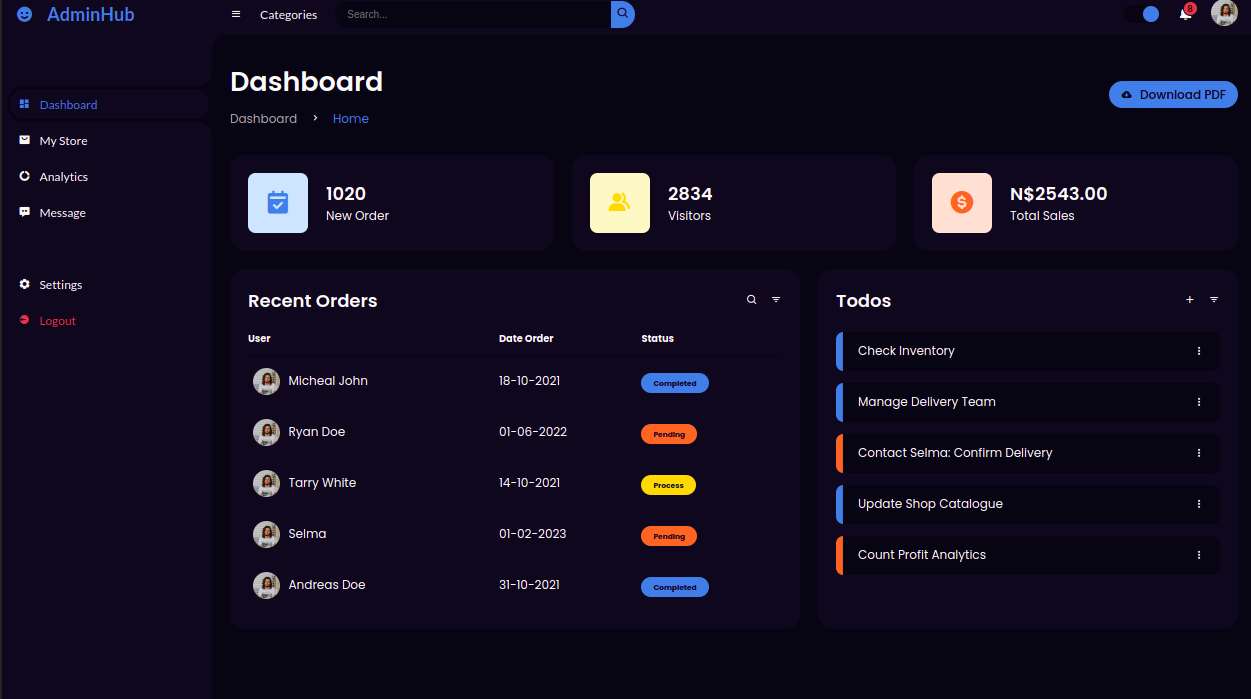 AdminHub
Categories
Search...
8
Dashboard
My Store
Analytics
Message
Settings
Logout
Dashboard
Dashboard > Home
Download PDF
1020
New Order
2834
Visitors
N$2543.00
Total Sales
Recent Orders
User Date Order Status
Micheal John 18-10-2021 Completed
Ryan Doe 01-06-2022 Pending
Tarry White 14-10-2021 Process
Selma 01-02-2023 Pending
Andreas Doe 31-10-2021 Completed
Todos
Check Inventory
Manage Delivery Team
Contact Selma: Confirm Delivery
Update Shop Catalogue
Count Profit Analytics